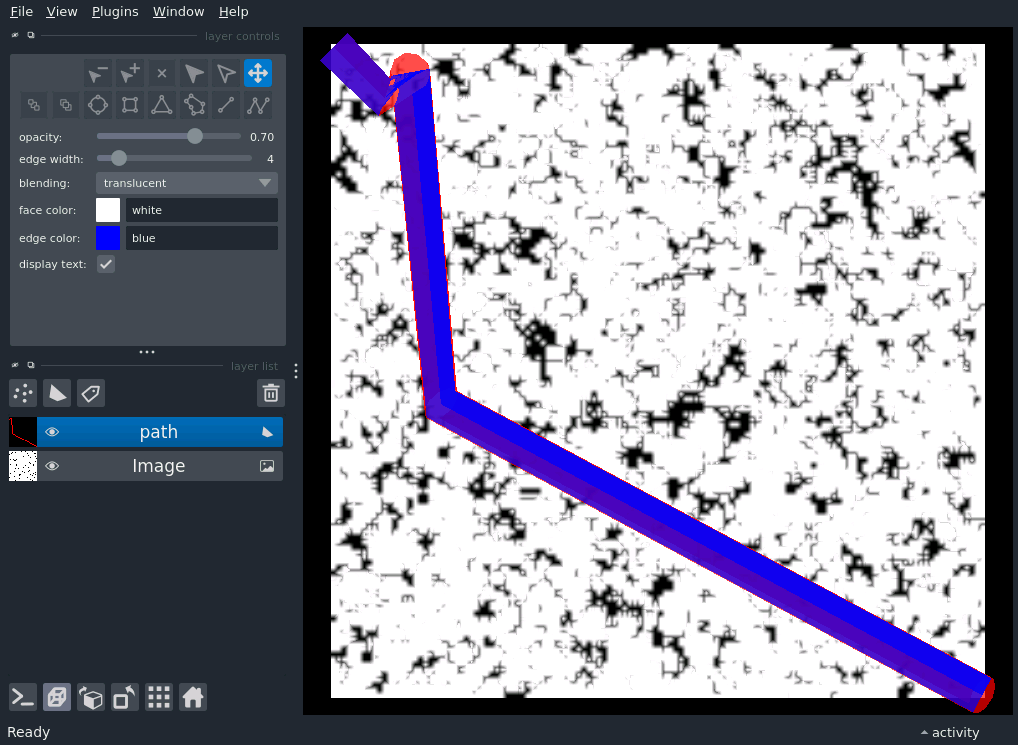 File View Plugins Window Help
layer controls
opacity: 0.70
edge width: 4
blending: translucent
face color: white
edge color: blue
display text:
layer list
path
Image
Ready
activity